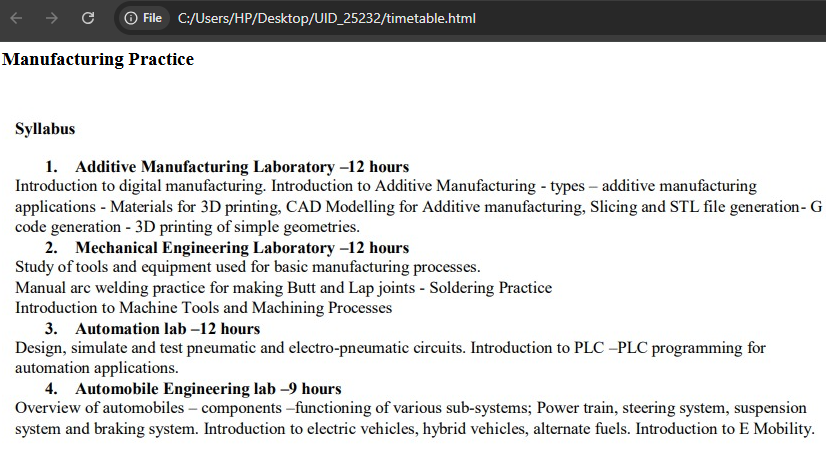 File C:/Users/HP/Desktop/UID_25232/timetable.html
Manufacturing Practice
Syllabus
1. Additive Manufacturing Laboratory –12 hours
Introduction to digital manufacturing. Introduction to Additive Manufacturing - types – additive manufacturing
applications - Materials for 3D printing, CAD Modelling for Additive manufacturing, Slicing and STL file generation- G
code generation - 3D printing of simple geometries.
2. Mechanical Engineering Laboratory –12 hours
Study of tools and equipment used for basic manufacturing processes.
Manual arc welding practice for making Butt and Lap joints - Soldering Practice
Introduction to Machine Tools and Machining Processes
3. Automation lab –12 hours
Design, simulate and test pneumatic and electro-pneumatic circuits. Introduction to PLC –PLC programming for
automation applications.
4. Automobile Engineering lab –9 hours
Overview of automobiles – components –functioning of various sub-systems; Power train, steering system, suspension
system and braking system. Introduction to electric vehicles, hybrid vehicles, alternate fuels. Introduction to E Mobility.